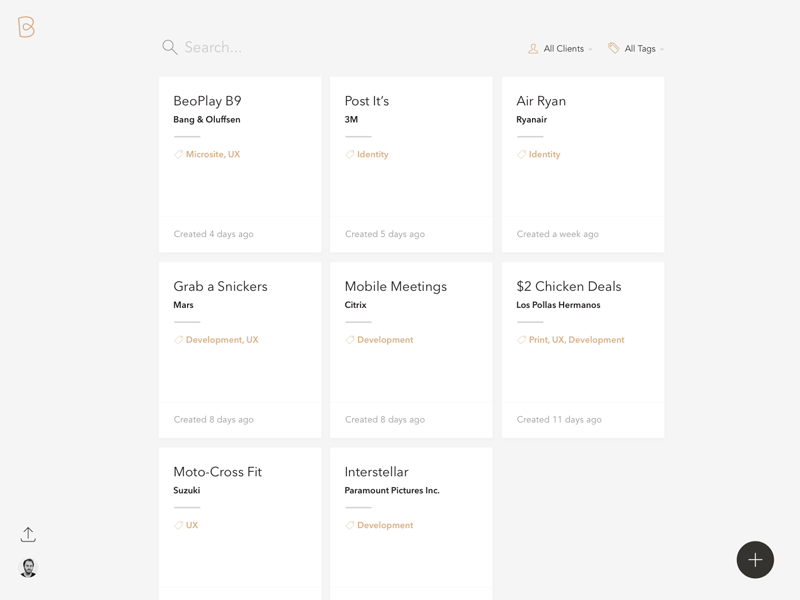 B
Search...
All Clients
All Tags
BeoPlay B9
Bang & Oluffsen
Microsite, UX
Created 4 days ago
Post It's
3M
Identity
Created 5 days ago
Air Ryan
Ryanair
Identity
Created a week ago
Grab a Snickers
Mars
Development, UX
Created 8 days ago
Mobile Meetings
Citrix
Development
Created 8 days ago
$2 Chicken Deals
Los Pollas Hermanos
Print, UX, Development
Created 11 days ago
Moto-Cross Fit
Suzuki
UX
Interstellar
Paramount Pictures Inc.
Development